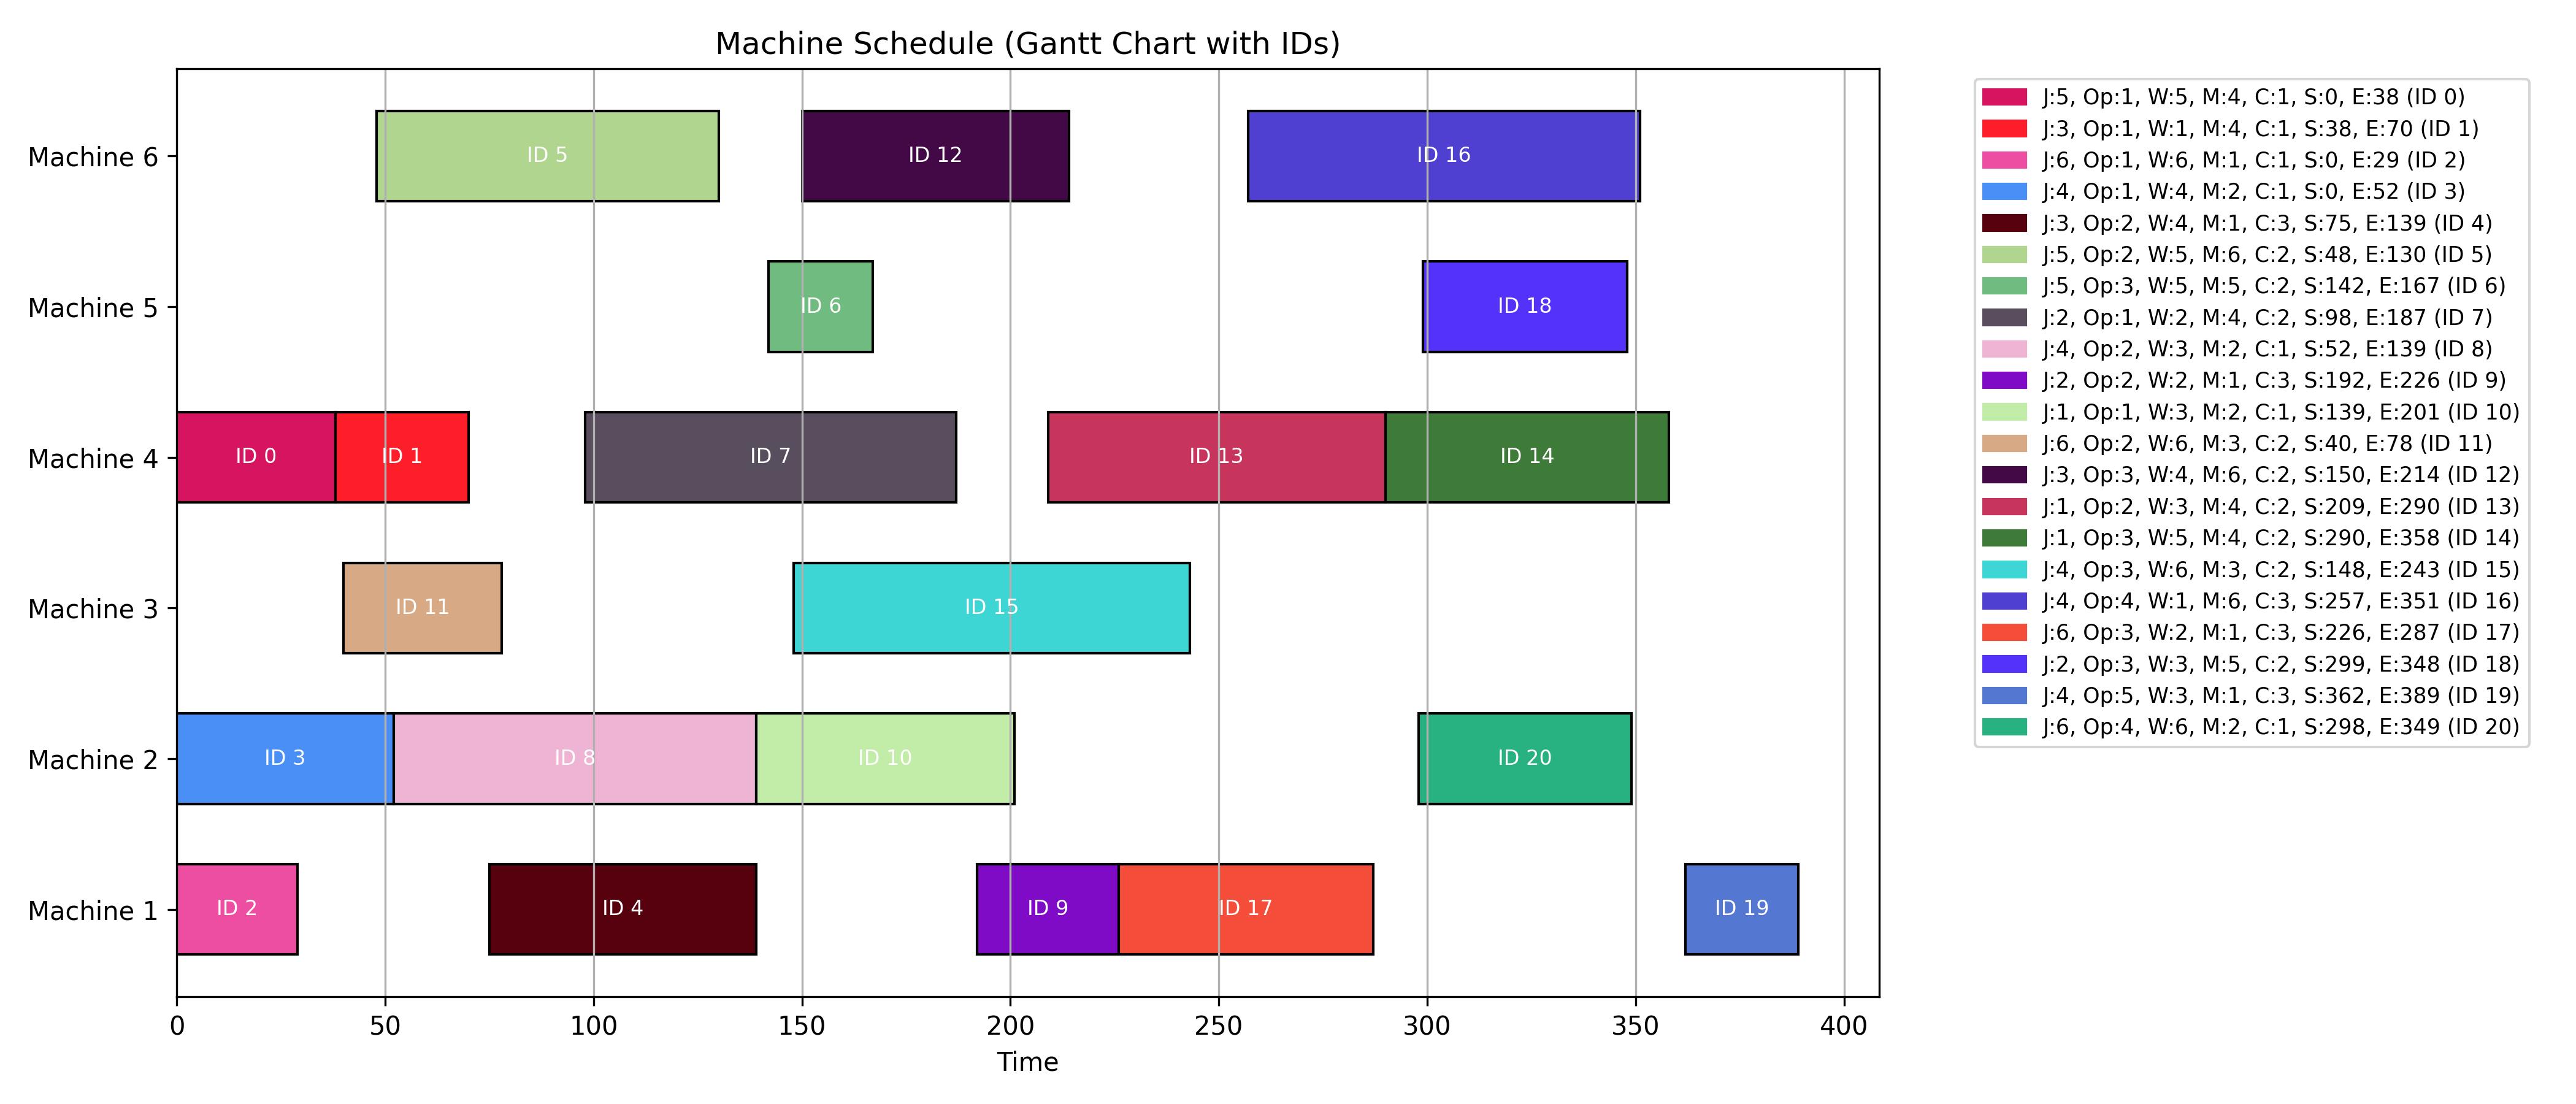 Machine Schedule (Gantt Chart with IDs)
Machine 6
ID 5
ID 12
ID 16
Machine 5
ID 6
ID 18
Machine 4
ID 0
ID 1
ID 7
ID 13
ID 14
Machine 3
ID 11
ID 15
Machine 2
ID 3
ID 8
ID 10
ID 20
Machine 1
ID 2
ID 4
ID 9
ID 17
ID 19
0 50 100 150 200 250 300 350 400
Time
J:5, Op:1, W:5, M:4, C:1, S:0, E:38 (ID 0)
J:3, Op:1, W:1, M:4, C:1, S:38, E:70 (ID 1)
J:6, Op:1, W:6, M:1, C:1, S:0, E:29 (ID 2)
J:4, Op:1, W:4, M:2, C:1, S:0, E:52 (ID 3)
J:3, Op:2, W:4, M:1, C:3, S:75, E:139 (ID 4)
J:5, Op:2, W:5, M:6, C:2, S:48, E:130 (ID 5)
J:5, Op:3, W:5, M:5, C:2, S:142, E:167 (ID 6)
J:2, Op:1, W:2, M:4, C:2, S:98, E:187 (ID 7)
J:4, Op:2, W:3, M:2, C:1, S:52, E:139 (ID 8)
J:2, Op:2, W:2, M:1, C:3, S:192, E:226 (ID 9)
J:1, Op:1, W:3, M:2, C:1, S:139, E:201 (ID 10)
J:6, Op:2, W:6, M:3, C:2, S:40, E:78 (ID 11)
J:3, Op:3, W:4, M:6, C:2, S:150, E:214 (ID 12)
J:1, Op:2, W:3, M:4, C:2, S:209, E:290 (ID 13)
J:1, Op:3, W:5, M:4, C:2, S:290, E:358 (ID 14)
J:4, Op:3, W:6, M:3, C:2, S:148, E:243 (ID 15)
J:4, Op:4, W:1, M:6, C:3, S:257, E:351 (ID 16)
J:6, Op:3, W:2, M:1, C:3, S:226, E:287 (ID 17)
J:2, Op:3, W:3, M:5, C:2, S:299, E:348 (ID 18)
J:4, Op:5, W:3, M:1, C:3, S:362, E:389 (ID 19)
J:6, Op:4, W:6, M:2, C:1, S:298, E:349 (ID 20)